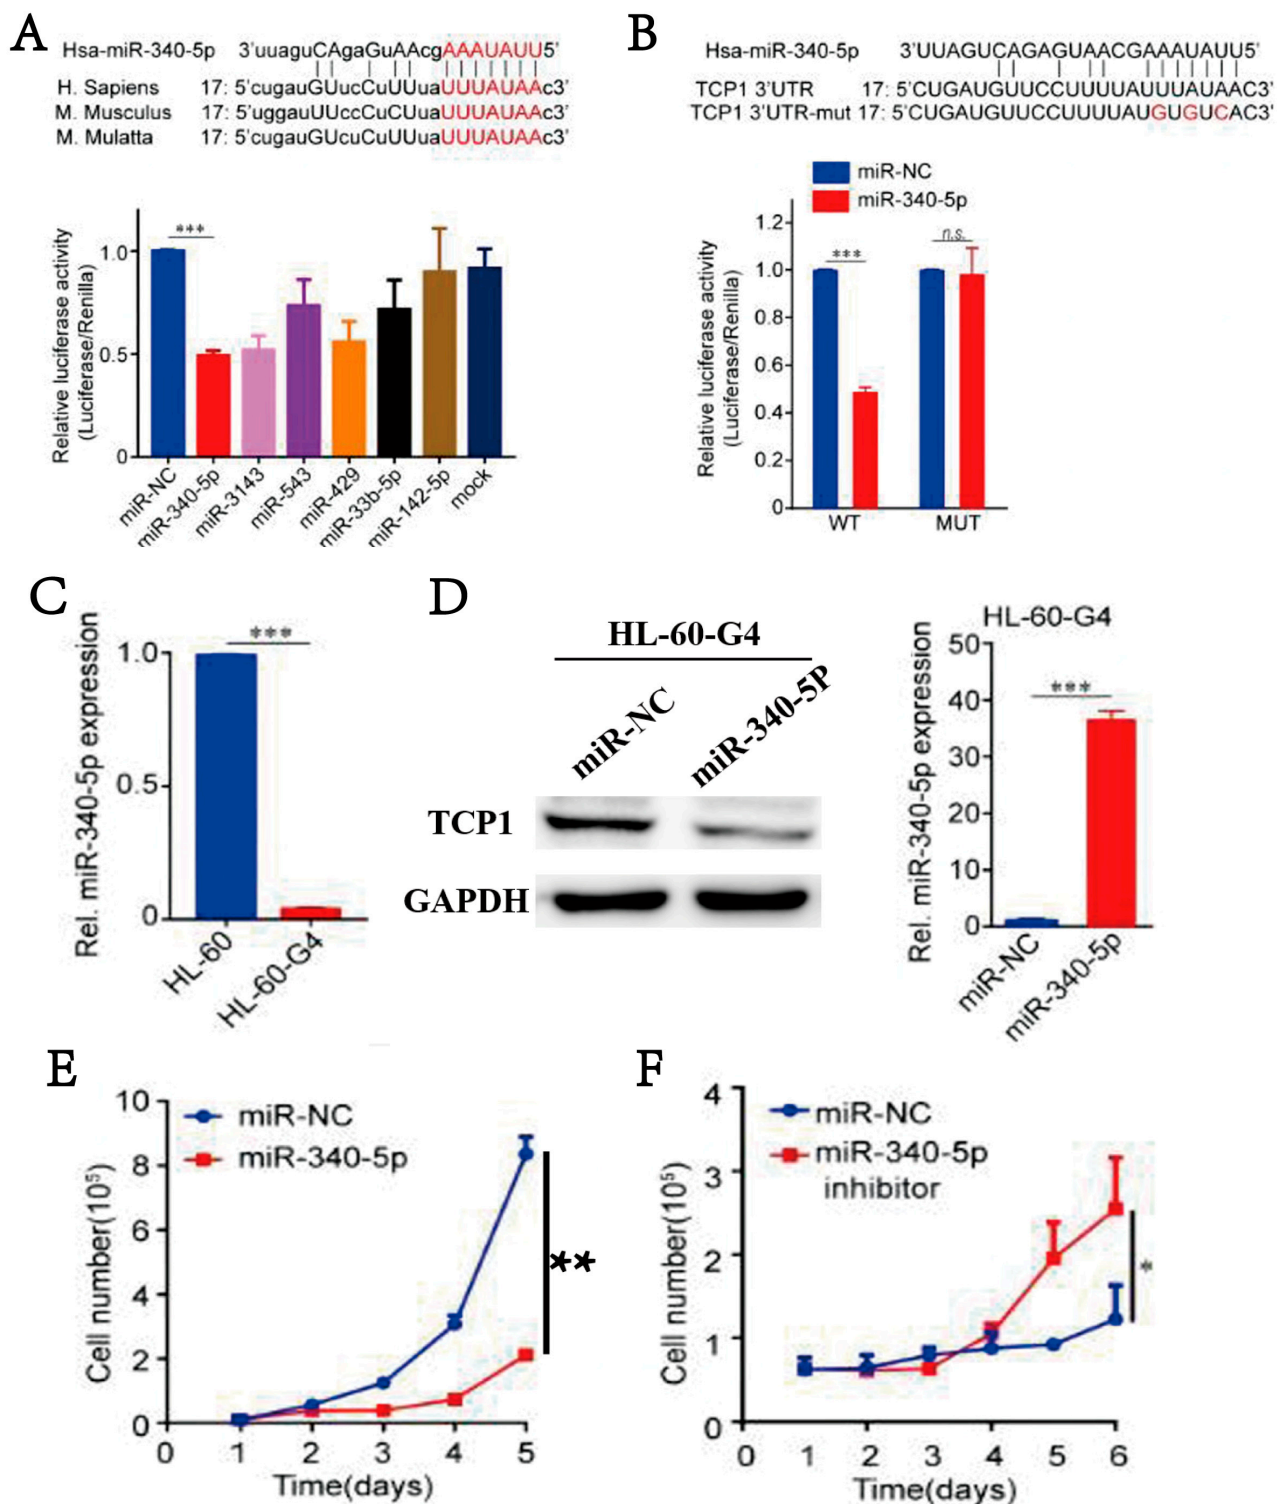 A
Hsa-miR-340-5p 3'uuaguCAgaGuAAcgAAAUAUU5'
H. Sapiens 17: 5'cugauGUucCuUUuaUUUAUAAc3'
M. Musculus 17: 5'uggauUUccCuCUuaUUUAUAAc3'
M. Mulatta 17: 5'cugauGUcuCuUUuaUUUAUAAc3'
Relative luciferase activity
(Luciferase/Renilla)
1.0
0.5
0
***
miR-NC
miR-340-5p
miR-3143
miR-543
miR-429
miR-33b-5p
miR-142-5p
mock
B
Hsa-miR-340-5p 3'UUAGUCAGAGUAACGAAAUAUU5'
TCP1 3'UTR 17: 5'CUGAUGUUCCUUUUAUUUAUAAC3'
TCP1 3'UTR-mut 17: 5'CUGAUGUUCCUUUUAUGUGUCAC3'
miR-NC
miR-340-5p
Relative luciferase activity
(Luciferase/Renilla)
1.2
1.0
0.8
0.6
0.4
0.2
0
***
n.s.
WT
MUT
C
Rel. miR-340-5p expression
1.0
0.5
0
***
HL-60
HL-60-G4
D
HL-60-G4
miR-NC
miR-340-5P
TCP1
GAPDH
HL-60-G4
Rel. miR-340-5p expression
50
40
30
20
10
0
***
miR-NC
miR-340-5p
E
miR-NC
miR-340-5p
Cell number(10⁵)
10
8
6
4
2
0
**
0 1 2 3 4 5
Time(days)
F
miR-NC
miR-340-5p
inhibitor
Cell number(10⁵)
4
3
2
1
0
*
0 1 2 3 4 5 6
Time(days)